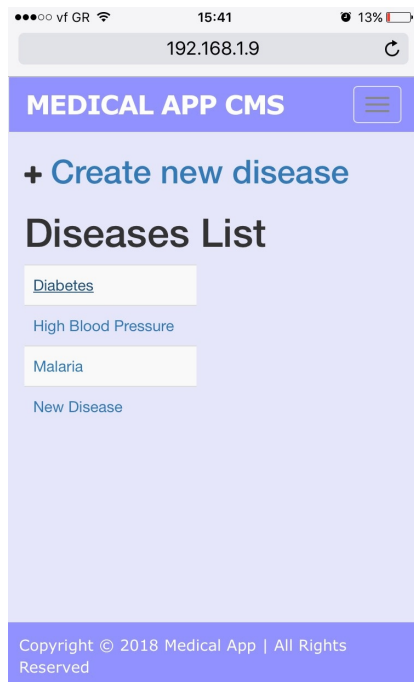 vf GR 15:41 13%
192.168.1.9
MEDICAL APP CMS
+ Create new disease
Diseases List
Diabetes
High Blood Pressure
Malaria
New Disease
Copyright © 2018 Medical App | All Rights
Reserved